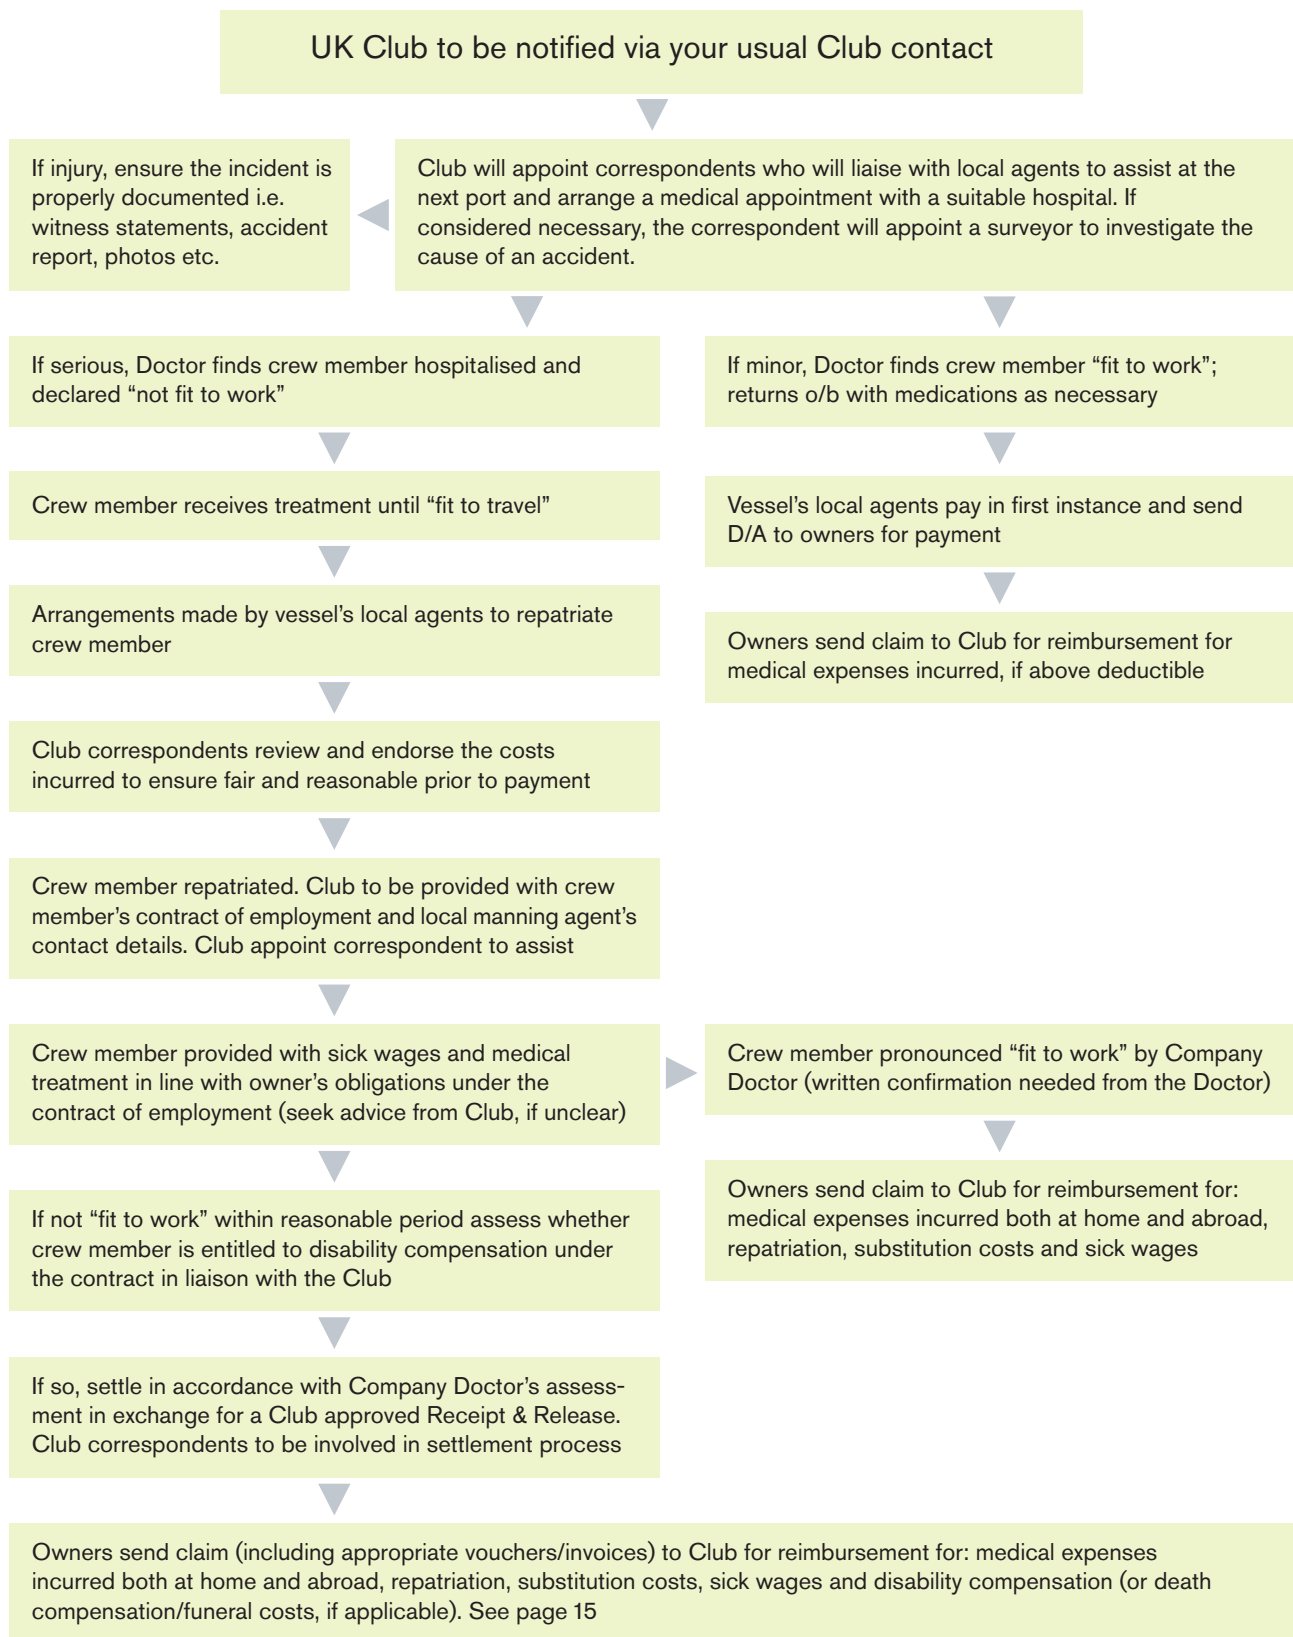 UK Club to be notified via your usual Club contact
If injury, ensure the incident is
properly documented i.e.
witness statements, accident
report, photos etc.
Club will appoint correspondents who will liaise with local agents to assist at the
next port and arrange a medical appointment with a suitable hospital. If
considered necessary, the correspondent will appoint a surveyor to investigate the
cause of an accident.
If serious, Doctor finds crew member hospitalised and
declared “not fit to work”
If minor, Doctor finds crew member “fit to work”;
returns o/b with medications as necessary
Crew member receives treatment until “fit to travel”
Vessel’s local agents pay in first instance and send
D/A to owners for payment
Arrangements made by vessel’s local agents to repatriate
crew member
Owners send claim to Club for reimbursement for
medical expenses incurred, if above deductible
Club correspondents review and endorse the costs
incurred to ensure fair and reasonable prior to payment
Crew member repatriated. Club to be provided with crew
member’s contract of employment and local manning agent’s
contact details. Club appoint correspondent to assist
Crew member provided with sick wages and medical
treatment in line with owner’s obligations under the
contract of employment (seek advice from Club, if unclear)
Crew member pronounced “fit to work” by Company
Doctor (written confirmation needed from the Doctor)
If not “fit to work” within reasonable period assess whether
crew member is entitled to disability compensation under
the contract in liaison with the Club
Owners send claim to Club for reimbursement for:
medical expenses incurred both at home and abroad,
repatriation, substitution costs and sick wages
If so, settle in accordance with Company Doctor’s assess-
ment in exchange for a Club approved Receipt & Release.
Club correspondents to be involved in settlement process
Owners send claim (including appropriate vouchers/invoices) to Club for reimbursement for: medical expenses
incurred both at home and abroad, repatriation, substitution costs, sick wages and disability compensation (or death
compensation/funeral costs, if applicable). See page 15